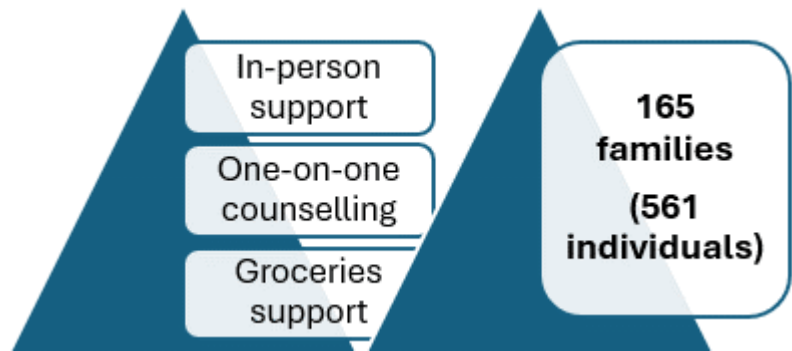 In-person
support
One-on-one
counselling
Groceries
support
165
families
(561
individuals)